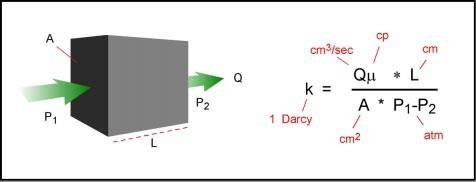 A
P1
L
P2
Q
cm3/sec
cp
cm
k = Qμ * L
A * P1-P2
1 Darcy
cm2
atm